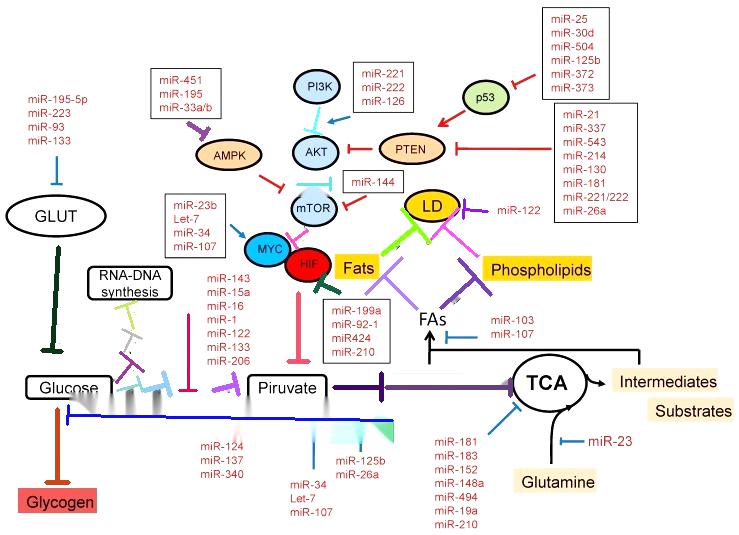 miR-25
miR-30d
miR-504
miR-125b
miR-372
miR-373
miR-451
miR-195
miR-33a/b
PI3K
miR-221
miR-222
miR-126
p53
miR-195-5p
miR-223
miR-93
miR-133
AMPK
AKT
PTEN
miR-21
miR-337
miR-543
miR-214
miR-130
miR-181
miR-221/222
miR-26a
miR-144
mTOR
GLUT
miR-23b
Let-7
miR-34
miR-107
LD
miR-122
MYC
HIF
Fats
Phospholipids
RNA-DNA
synthesis
miR-143
miR-15a
miR-16
miR-1
miR-122
miR-133
miR-206
miR-199a
miR-92-1
miR424
miR-210
FAs
miR-103
miR-107
Glucose
Piruvate
TCA
Intermediates
Substrates
miR-124
miR-137
miR-340
miR-125b
miR-26a
miR-34
Let-7
miR-107
miR-181
miR-183
miR-152
miR-148a
miR-494
miR-19a
miR-210
miR-23
Glutamine
Glycogen